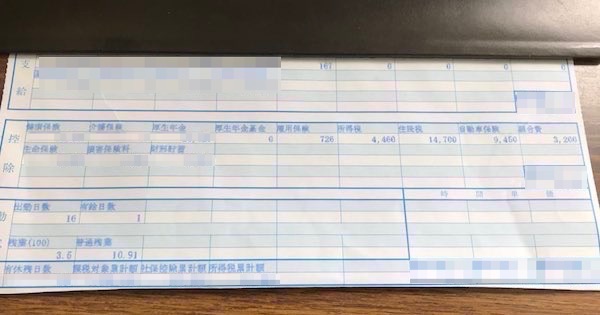 支 167 0 0 0
給
健康保険 介護保険 厚生年金 厚生年金基金 雇用保険 所得税 住民税 自動車保険 組合費
控 0 726 4,460 14,700 9,450 3,200
生命保険 損害保険料 財形貯蓄
除
時間単価
出勤日数 有給日数
勤 16 1
残業(100) 普通残業
3.5 10.91
有休残日数 課税対象累計額 社保控除累計額 所得税累計額